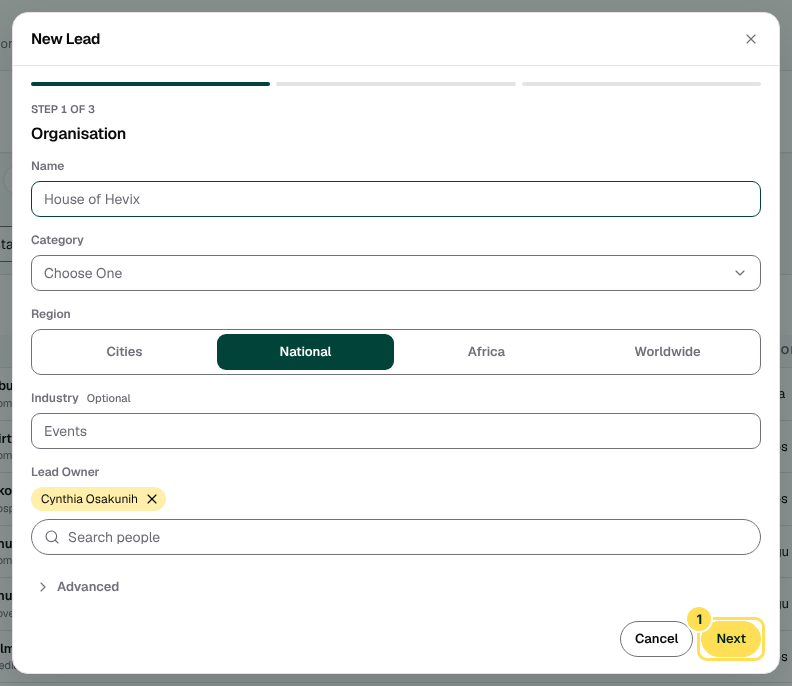 New Lead
STEP 1 OF 3
Organisation
Name
House of Hevix
Category
Choose One
Region
Cities National Africa Worldwide
Industry Optional
Events
Lead Owner
Cynthia Osakunih
Search people
Advanced
1
Cancel Next